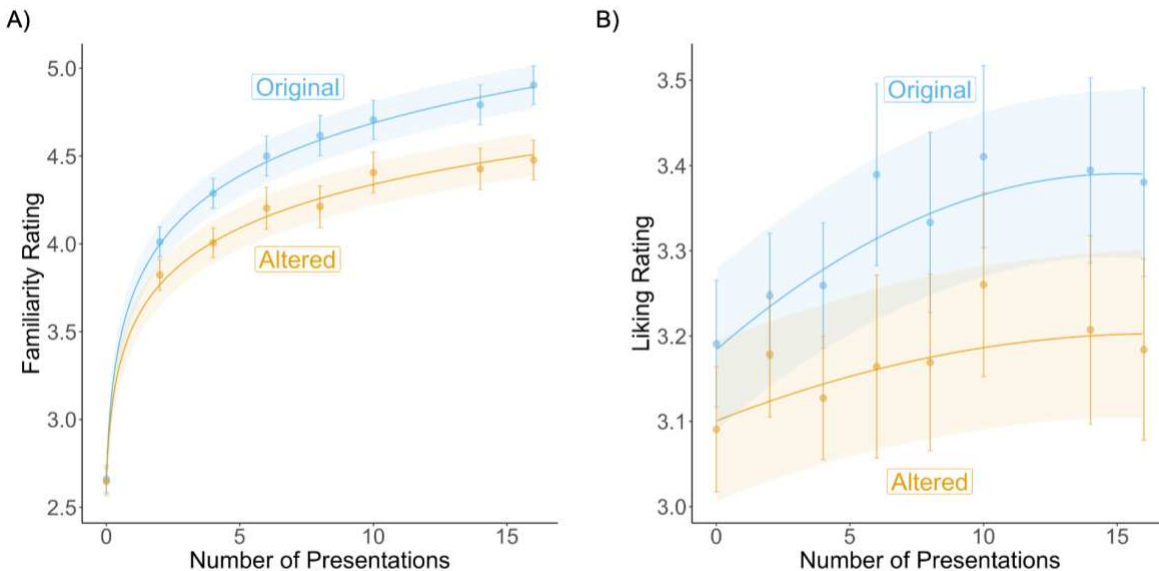 A)
Familiarity Rating
5.0
4.5
4.0
3.5
3.0
2.5
Original
Altered
0
5
10
15
Number of Presentations
B)
Liking Rating
3.5
3.4
3.3
3.2
3.1
3.0
Original
Altered
0
5
10
15
Number of Presentations